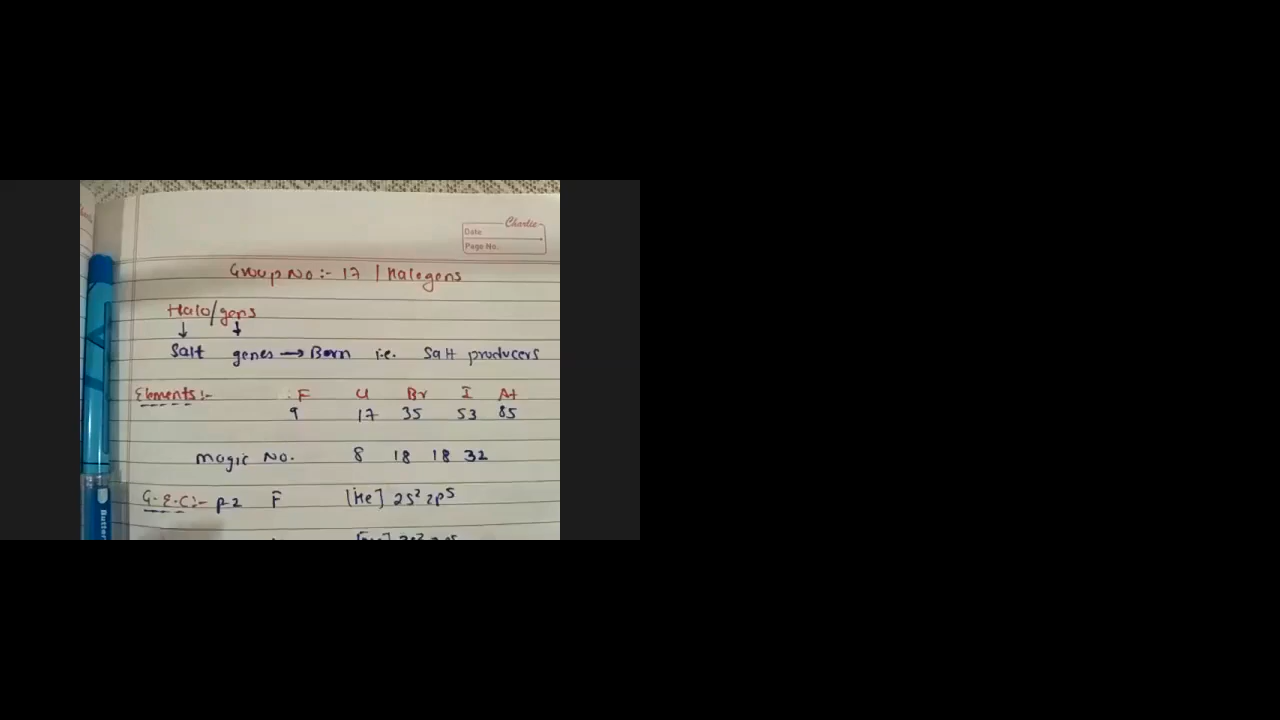 Charlie
Date
Page No.
Group No :- 17 / Halogens
Halo/gens
↓ ↓
Salt genes → Born i.e. Salt producers
Elements :- F Cl Br I At
9 17 35 53 85
Magic No. 8 18 18 32
G.E.C :- P-2 F [He] 2s² 2p⁵